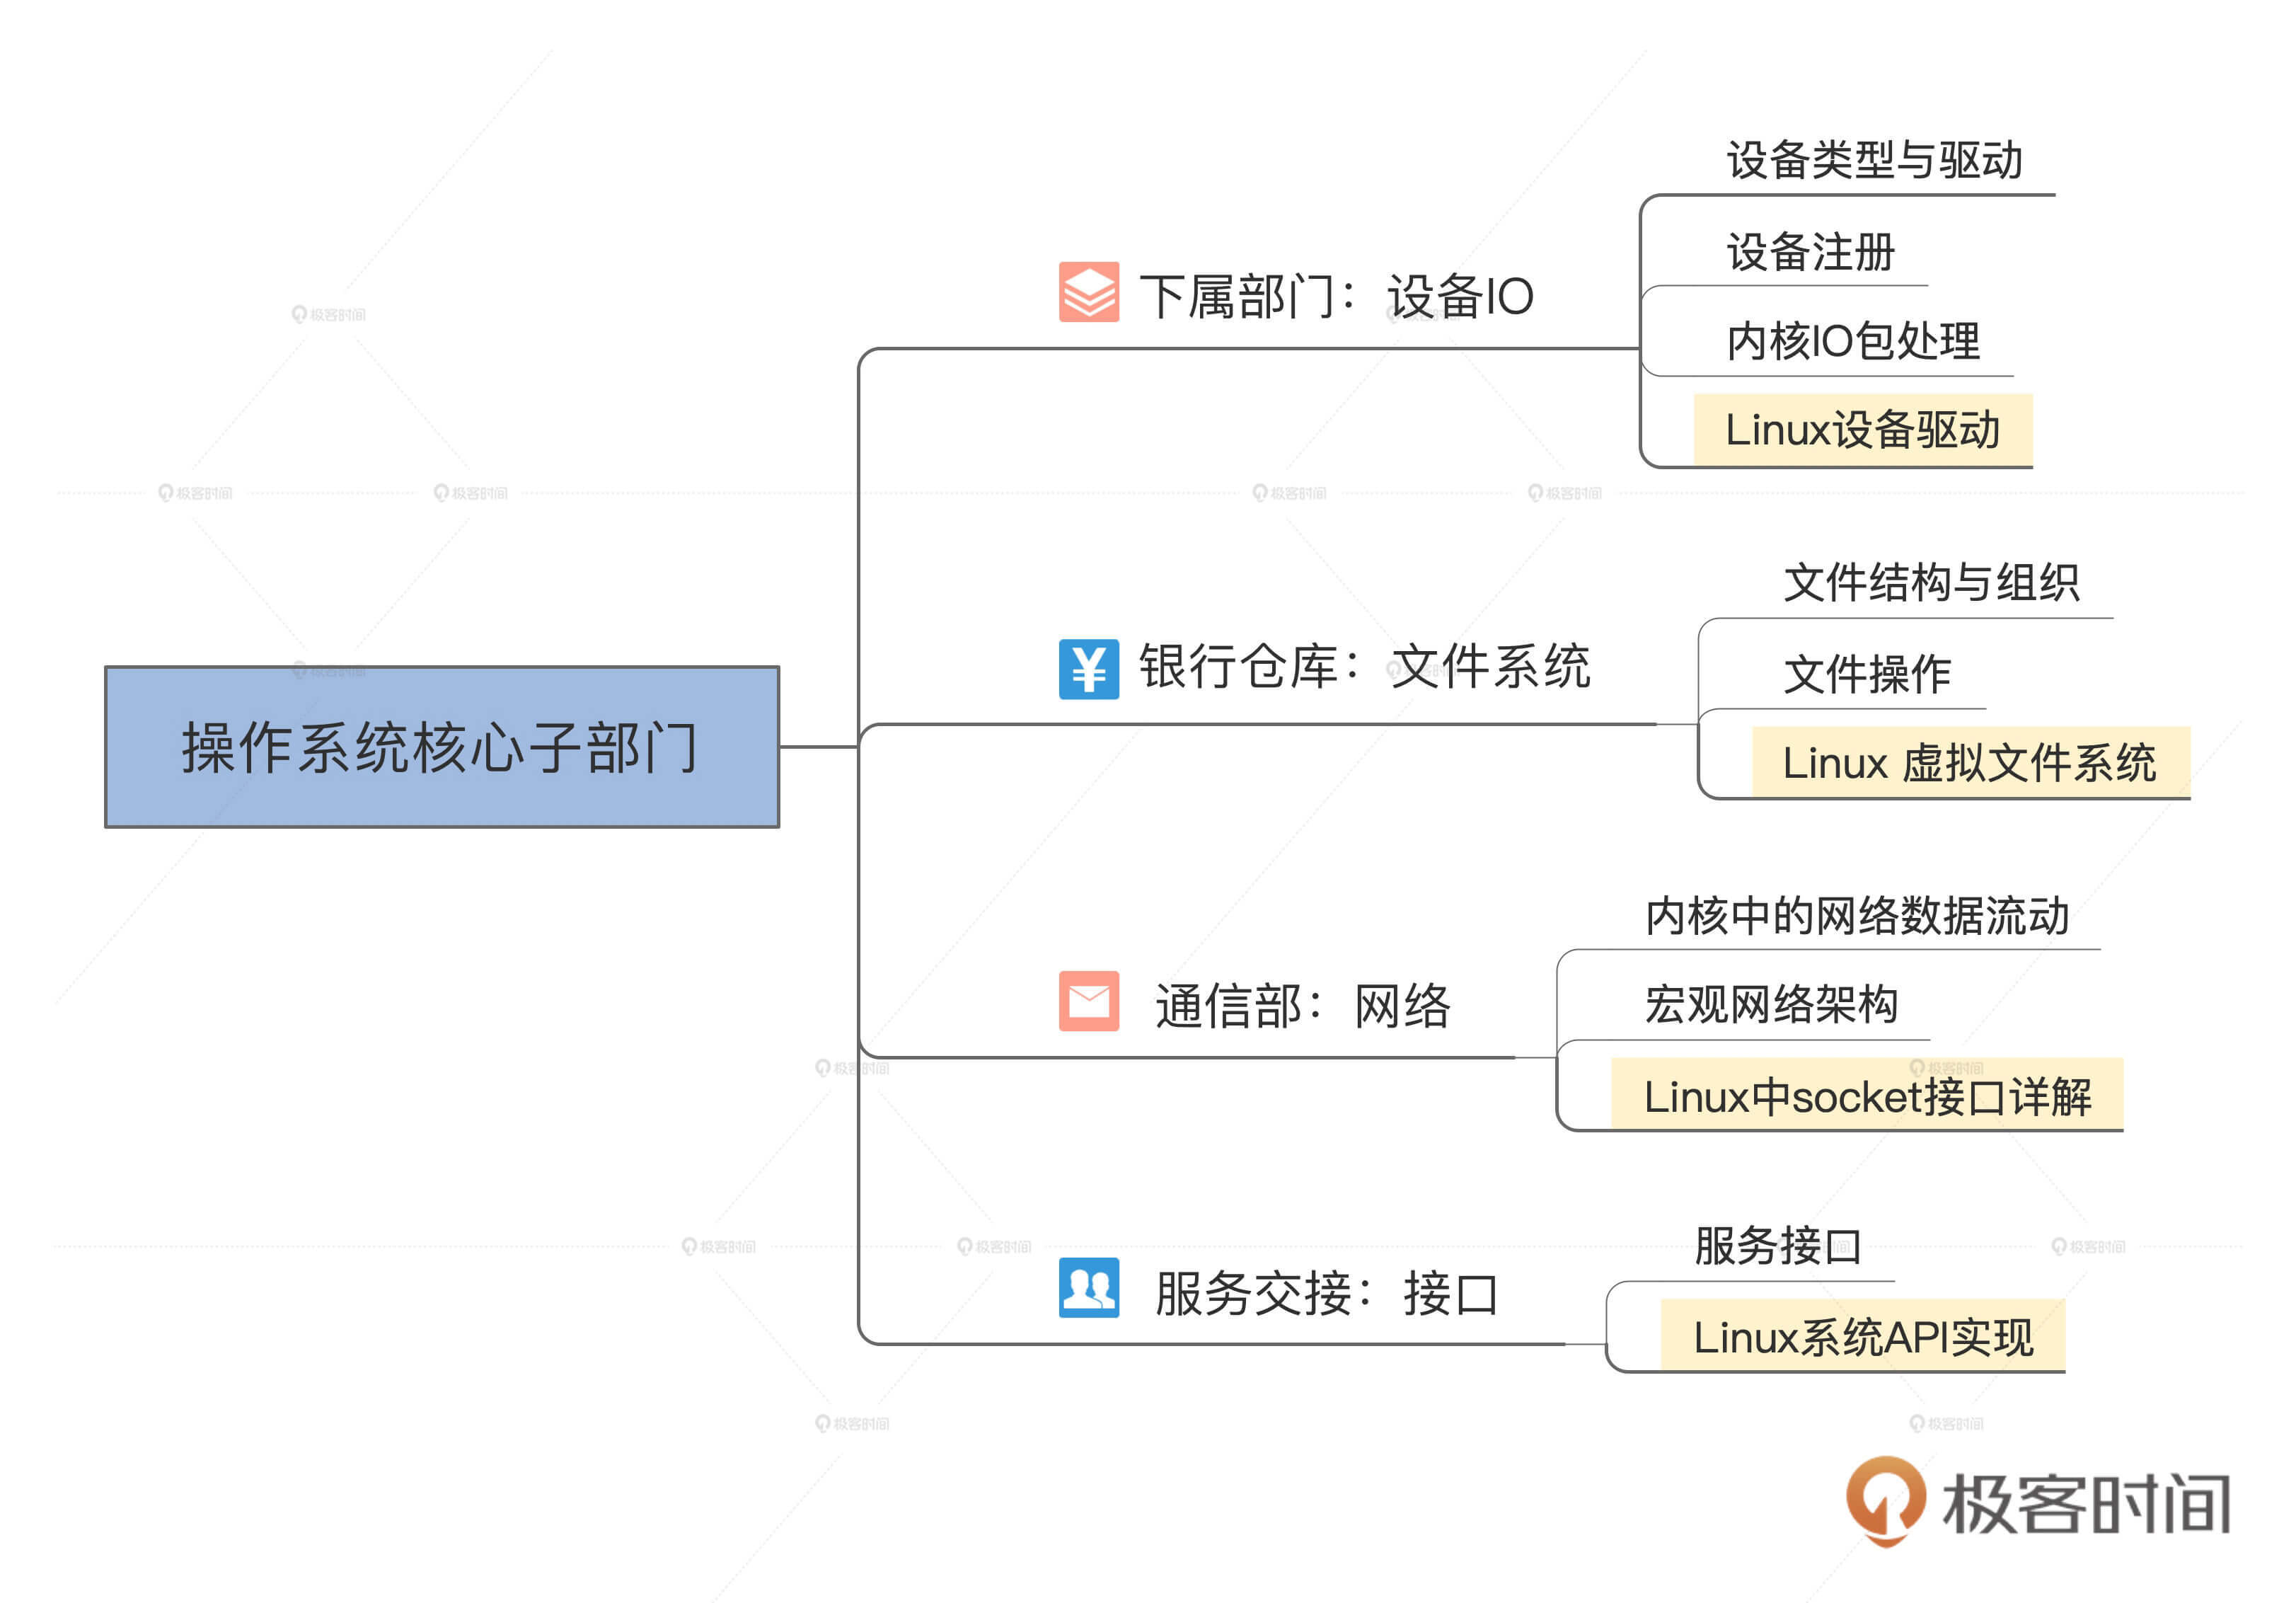 操作系统核心子部门
下属部门：设备IO
设备类型与驱动
设备注册
内核IO包处理
Linux设备驱动
银行仓库：文件系统
文件结构与组织
文件操作
Linux 虚拟文件系统
通信部：网络
内核中的网络数据流动
宏观网络架构
Linux中socket接口详解
服务交接：接口
服务接口
Linux系统API实现
极客时间